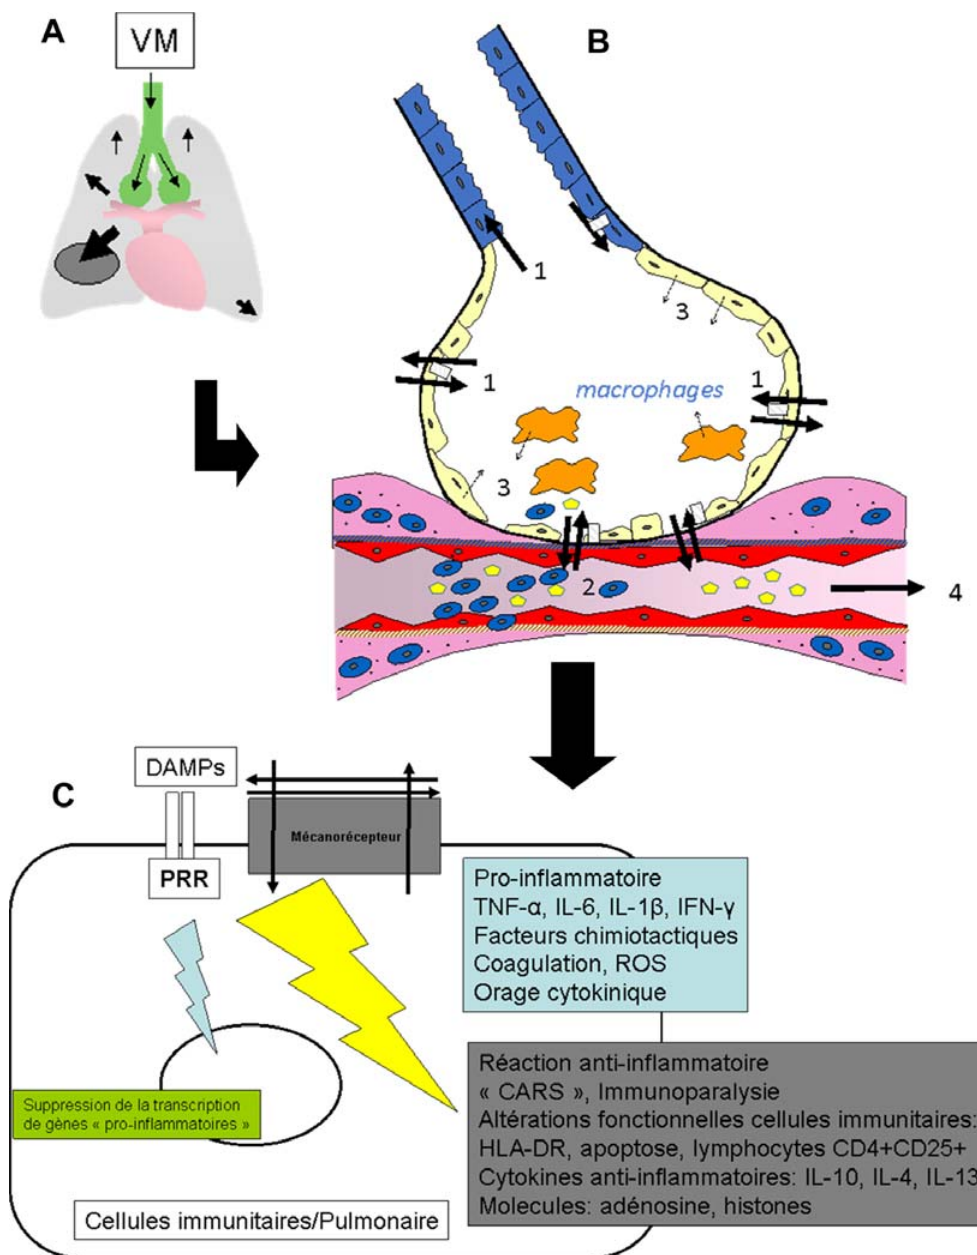 A
VM
B
1
3
1
1
macrophages
3
2
4
C
DAMPs
Mécanorécepteur
PRR
Pro-inflammatoire
TNF-α, IL-6, IL-1β, IFN-γ
Facteurs chimiotactiques
Coagulation, ROS
Orage cytokinique
Réaction anti-inflammatoire
« CARS », Immunoparalysie
Altérations fonctionnelles cellules immunitaires:
HLA-DR, apoptose, lymphocytes CD4+CD25+
Cytokines anti-inflammatoires: IL-10, IL-4, IL-13
Molecules: adénosine, histones
Suppression de la transcription
de gènes « pro-inflammatoires »
Cellules immunitaires/Pulmonaire